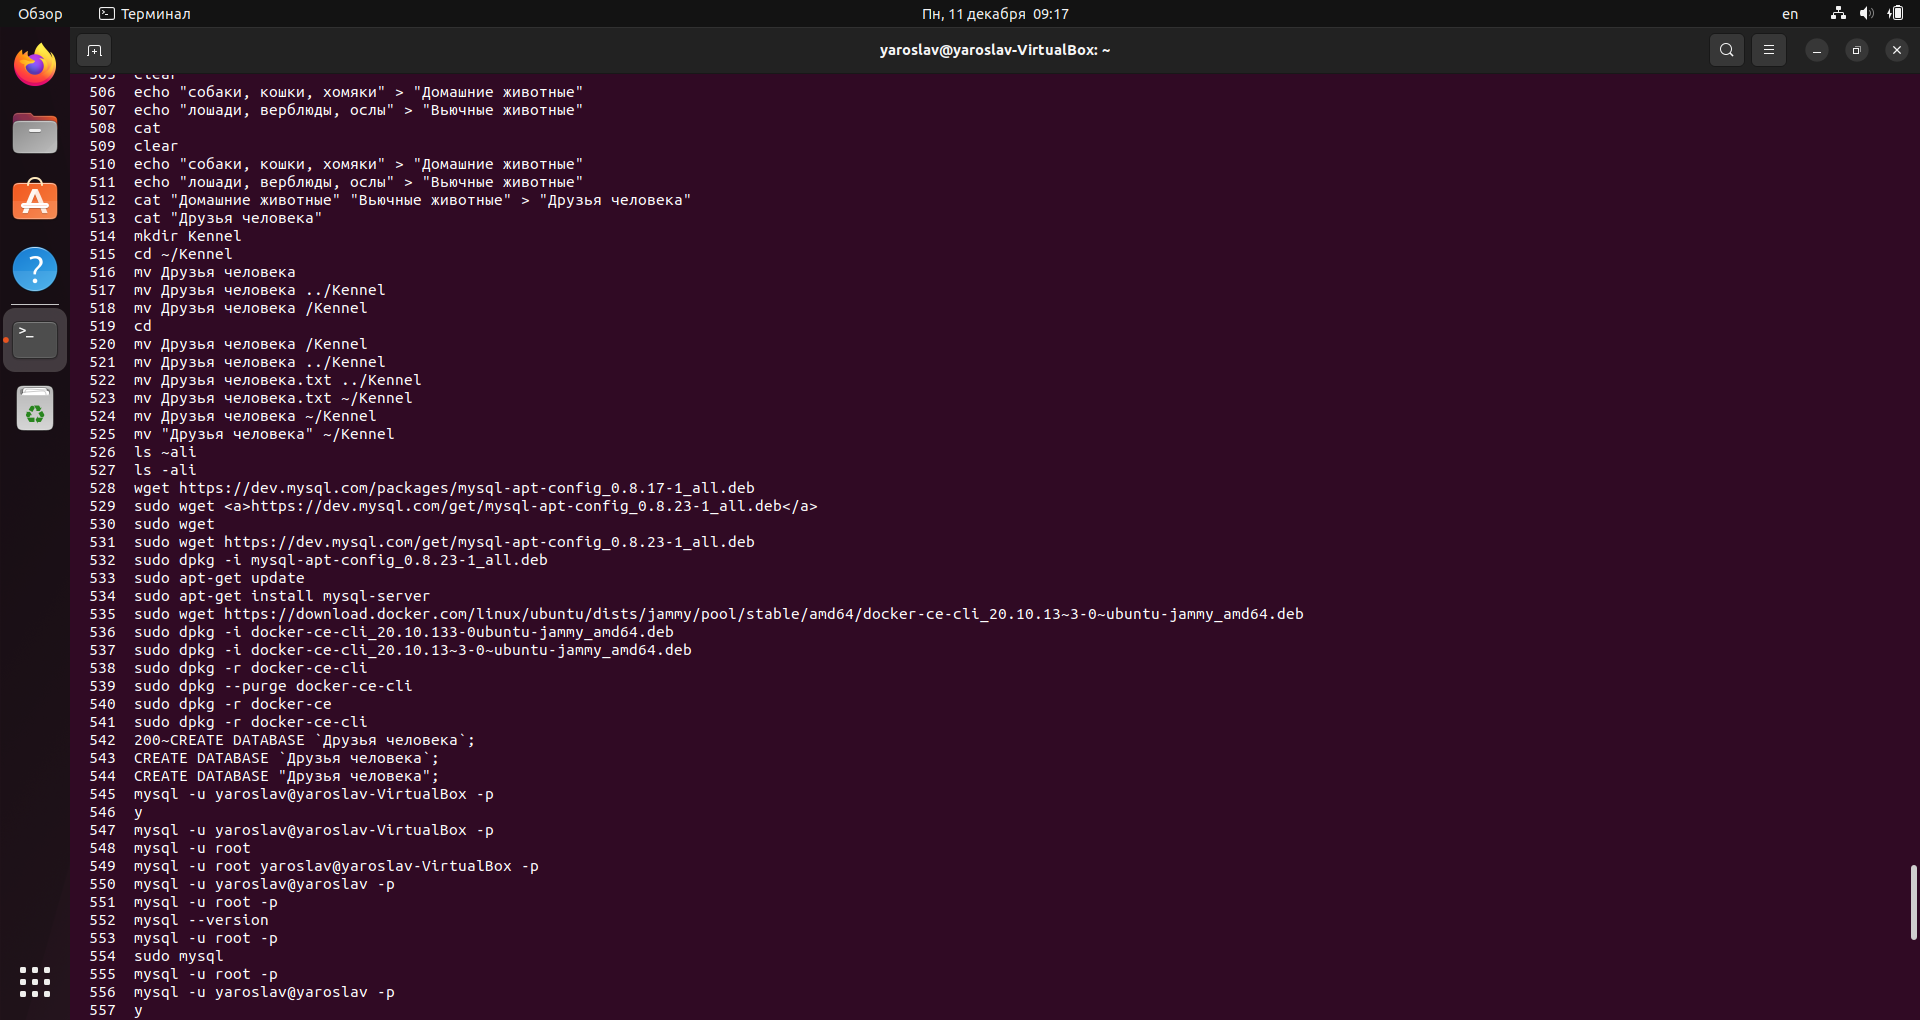 Обзор
Терминал
Пн, 11 декабря 09:17
en
yaroslav@yaroslav-VirtualBox: ~
505 clear
506 echo "собаки, кошки, хомяки" > "Домашние животные"
507 echo "лошади, верблюды, ослы" > "Вьючные животные"
508 cat
509 clear
510 echo "собаки, кошки, хомяки" > "Домашние животные"
511 echo "лошади, верблюды, ослы" > "Вьючные животные"
512 cat "Домашние животные" "Вьючные животные" > "Друзья человека"
513 cat "Друзья человека"
514 mkdir Kennel
515 cd ~/Kennel
516 mv Друзья человека
517 mv Друзья человека ../Kennel
518 mv Друзья человека /Kennel
519 cd
520 mv Друзья человека /Kennel
521 mv Друзья человека ../Kennel
522 mv Друзья человека.txt ../Kennel
523 mv Друзья человека.txt ~/Kennel
524 mv Друзья человека ~/Kennel
525 mv "Друзья человека" ~/Kennel
526 ls ~ali
527 ls -ali
528 wget https://dev.mysql.com/packages/mysql-apt-config_0.8.17-1_all.deb
529 sudo wget <a>https://dev.mysql.com/get/mysql-apt-config_0.8.23-1_all.deb</a>
530 sudo wget
531 sudo wget https://dev.mysql.com/get/mysql-apt-config_0.8.23-1_all.deb
532 sudo dpkg -i mysql-apt-config_0.8.23-1_all.deb
533 sudo apt-get update
534 sudo apt-get install mysql-server
535 sudo wget https://download.docker.com/linux/ubuntu/dists/jammy/pool/stable/amd64/docker-ce-cli_20.10.13~3-0~ubuntu-jammy_amd64.deb
536 sudo dpkg -i docker-ce-cli_20.10.133-0ubuntu-jammy_amd64.deb
537 sudo dpkg -i docker-ce-cli_20.10.13~3-0~ubuntu-jammy_amd64.deb
538 sudo dpkg -r docker-ce-cli
539 sudo dpkg --purge docker-ce-cli
540 sudo dpkg -r docker-ce
541 sudo dpkg -r docker-ce-cli
542 200~CREATE DATABASE `Друзья человека`;
543 CREATE DATABASE `Друзья человека`;
544 CREATE DATABASE "Друзья человека";
545 mysql -u yaroslav@yaroslav-VirtualBox -p
546 y
547 mysql -u yaroslav@yaroslav-VirtualBox -p
548 mysql -u root
549 mysql -u root yaroslav@yaroslav-VirtualBox -p
550 mysql -u yaroslav@yaroslav -p
551 mysql -u root -p
552 mysql --version
553 mysql -u root -p
554 sudo mysql
555 mysql -u root -p
556 mysql -u yaroslav@yaroslav -p
557 y